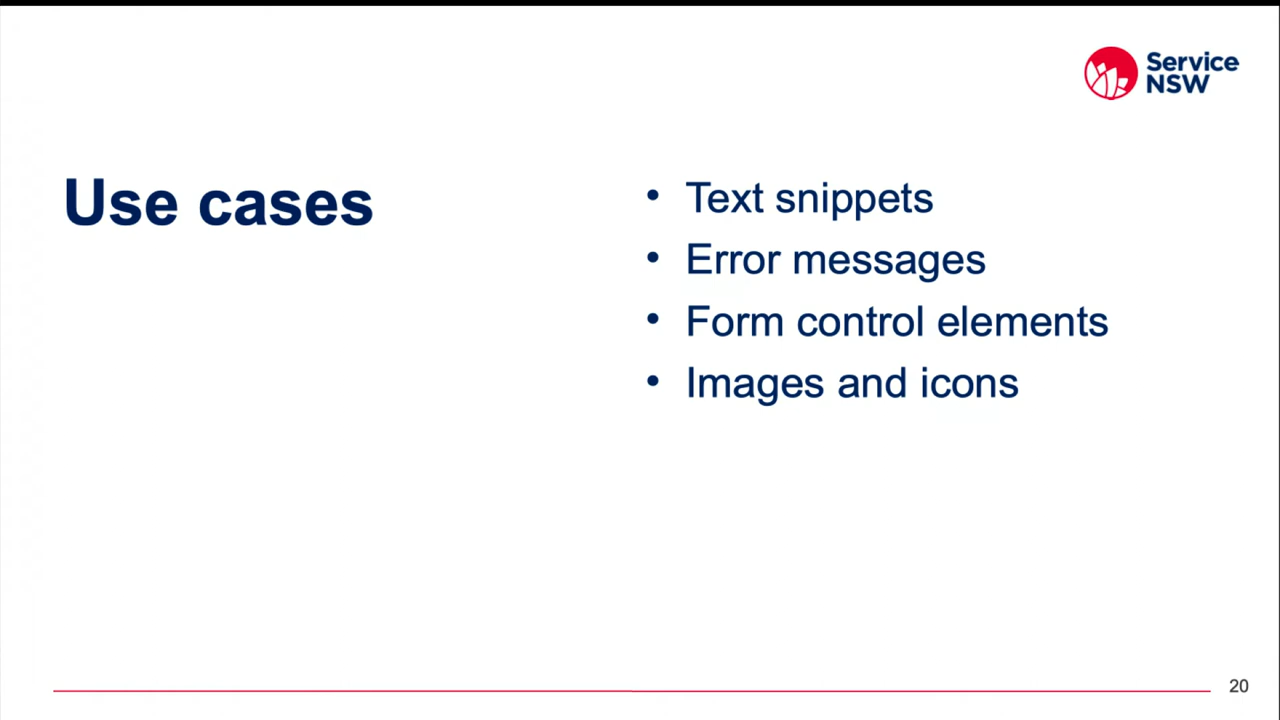 Service
NSW
Use cases
• Text snippets
• Error messages
• Form control elements
• Images and icons
20